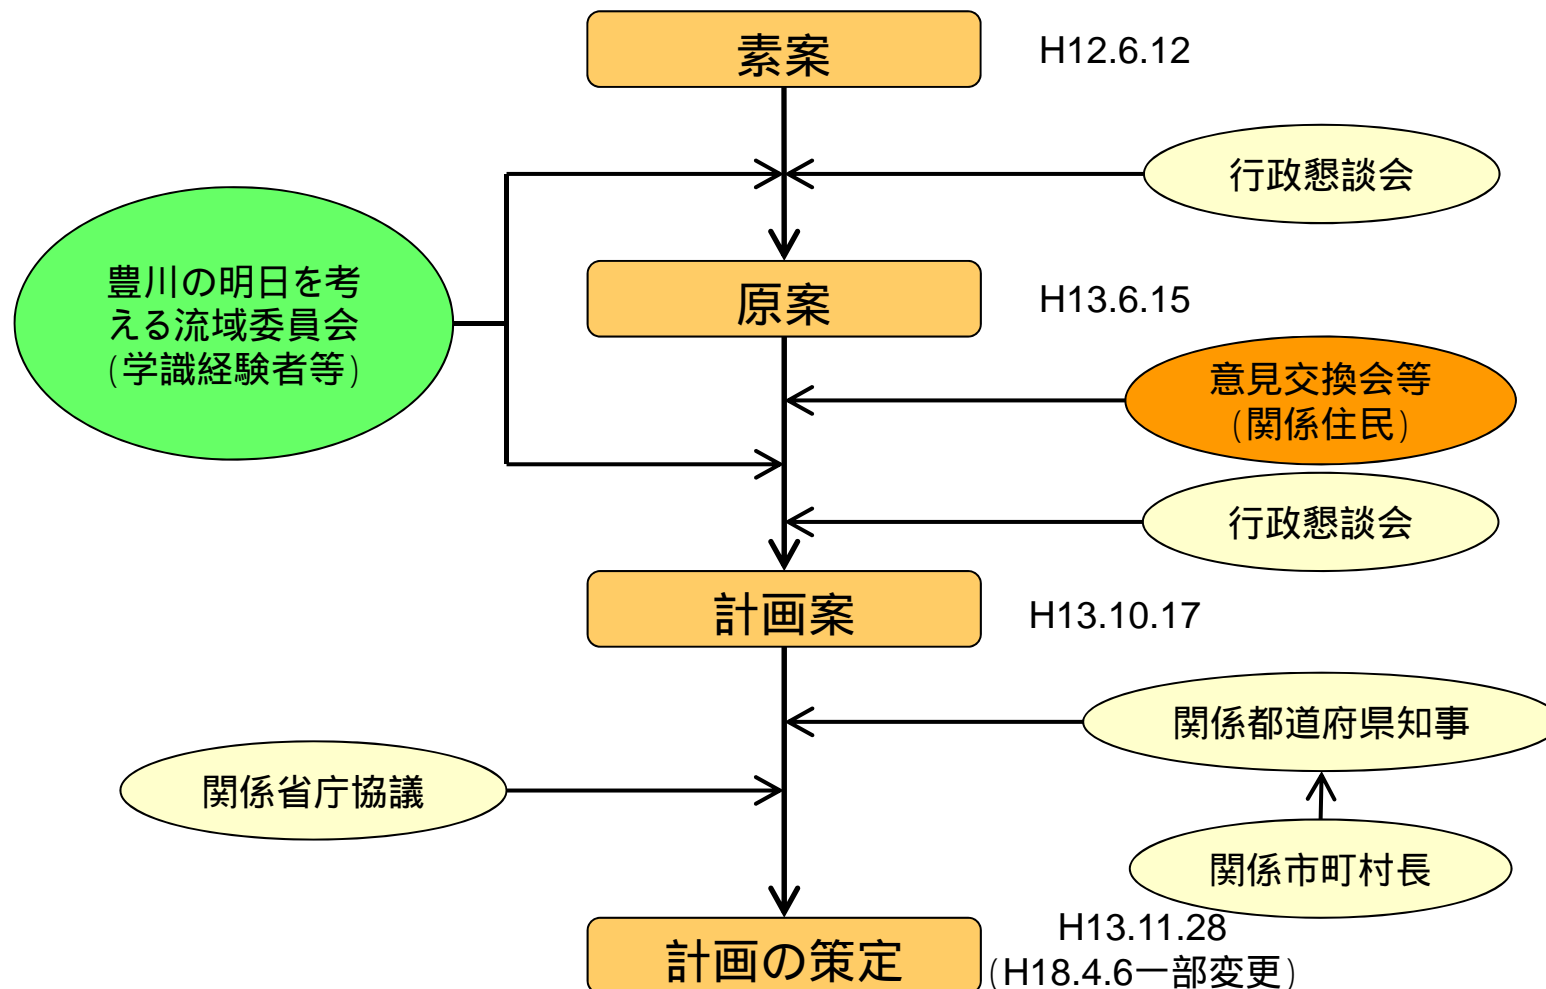 素案
H12.6.12
行政懇談会
豊川の明日を考
える流域委員会
(学識経験者等)
原案
H13.6.15
意見交換会等
(関係住民)
行政懇談会
計画案
H13.10.17
関係都道府県知事
関係省庁協議
関係市町村長
計画の策定
H13.11.28
(H18.4.6一部変更)